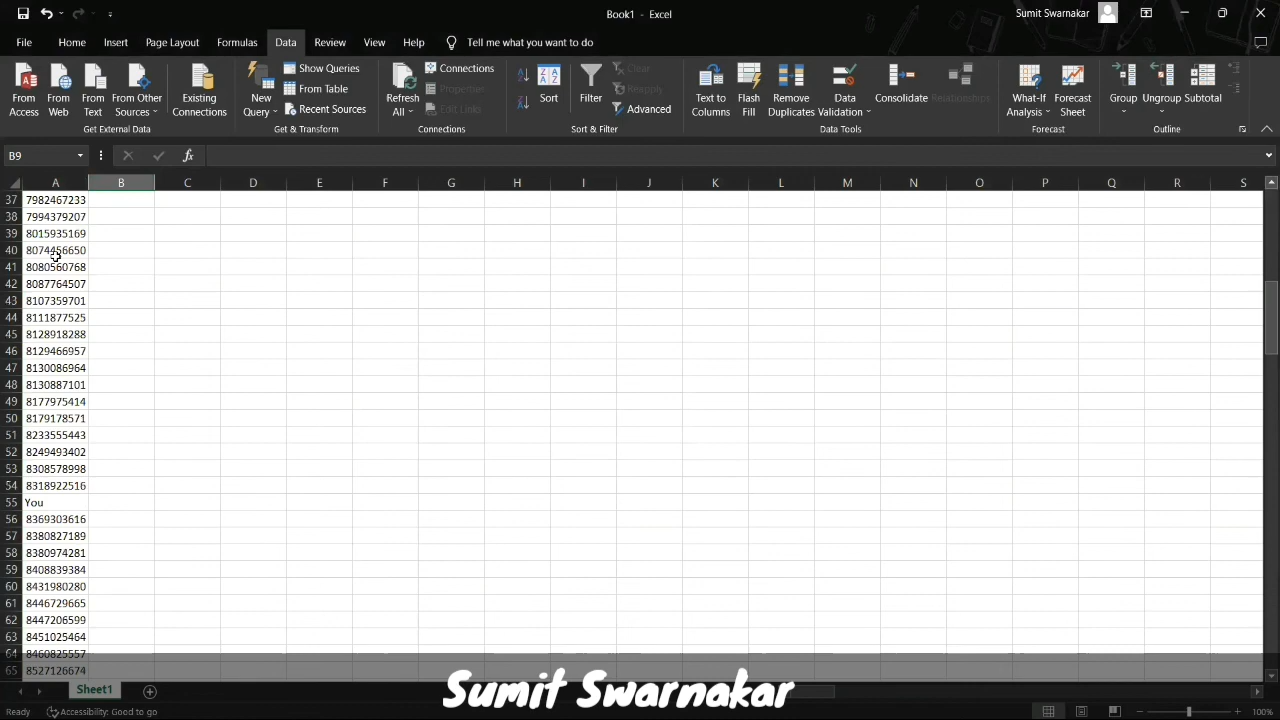 Book1 - Excel
Sumit Swarnakar
File Home Insert Page Layout Formulas Data Review View Help Tell me what you want to do
From Access
From Web
From Text
From Other Sources
Existing Connections
Get External Data
New Query
Show Queries
From Table
Recent Sources
Get & Transform
Refresh All
Connections
Properties
Edit Links
Connections
Sort
Filter
Clear
Reapply
Advanced
Sort & Filter
Text to Columns
Flash Fill
Remove Duplicates
Data Validation
Consolidate
Relationships
Data Tools
What-If Analysis
Forecast Sheet
Forecast
Group
Ungroup
Subtotal
Outline
B9 fx
A B C D E F G H I J K L M N O P Q R S
37 7982467233
38 7994379207
39 8015935169
40 8074456650
41 8080560768
42 8087764507
43 8107359701
44 8111877525
45 8128918288
46 8129466957
47 8130086964
48 8130887101
49 8177975414
50 8179178571
51 8233555443
52 8249493402
53 8308578998
54 8318922516
55 You
56 8369303616
57 8380827189
58 8380974281
59 8408839384
60 8431980280
61 8446729665
62 8447206599
63 8451025464
64 8460825557
65 8527126674
Sheet1
Sumit Swarnakar
Ready Accessibility: Good to go 100%